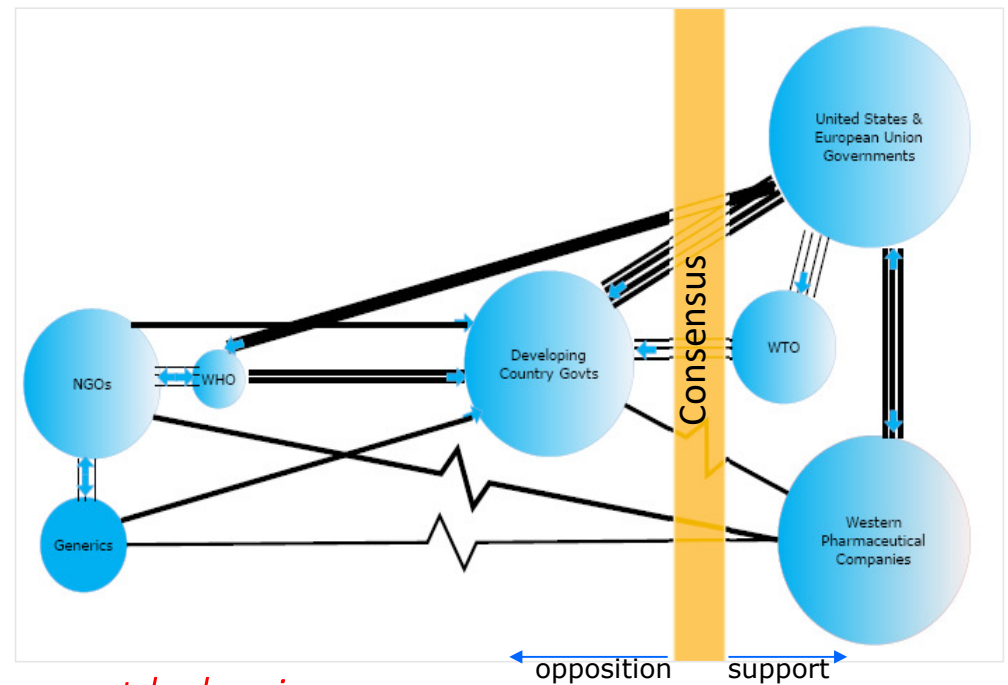 United States &
European Union
Governments
Consensus
WTO
Developing
Country Govts
NGOs
WHO
Generics
Western
Pharmaceutical
Companies
opposition
support